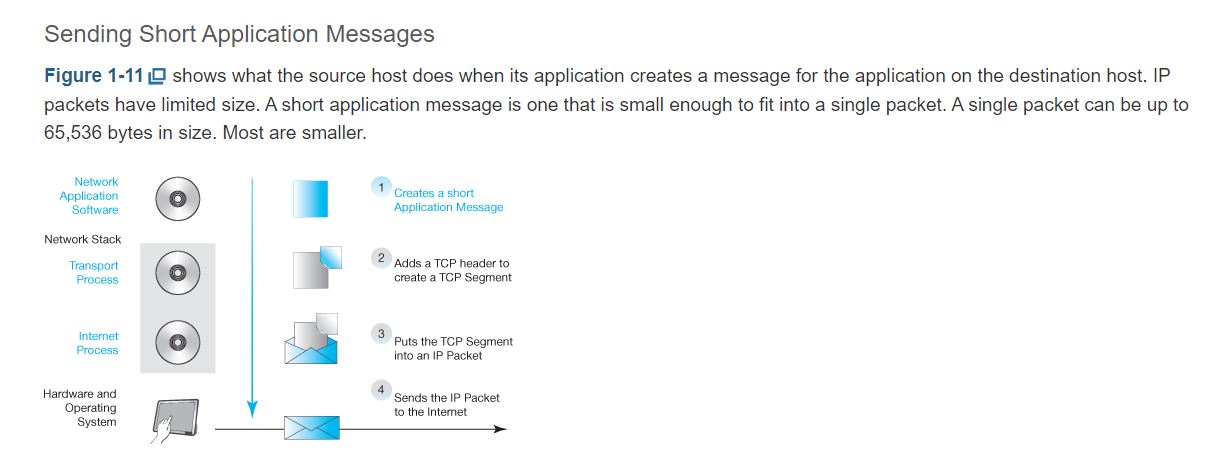 Sending Short Application Messages
Figure 1-11 shows what the source host does when its application creates a message for the application on the destination host. IP
packets have limited size. A short application message is one that is small enough to fit into a single packet. A single packet can be up to
65,536 bytes in size. Most are smaller.
Network
Application
Software
1
Creates a short
Application Message
Network Stack
Transport
Process
2
Adds a TCP header to
create a TCP Segment
Internet
Process
3
Puts the TCP Segment
into an IP Packet
Hardware and
Operating
System
4
Sends the IP Packet
to the Internet